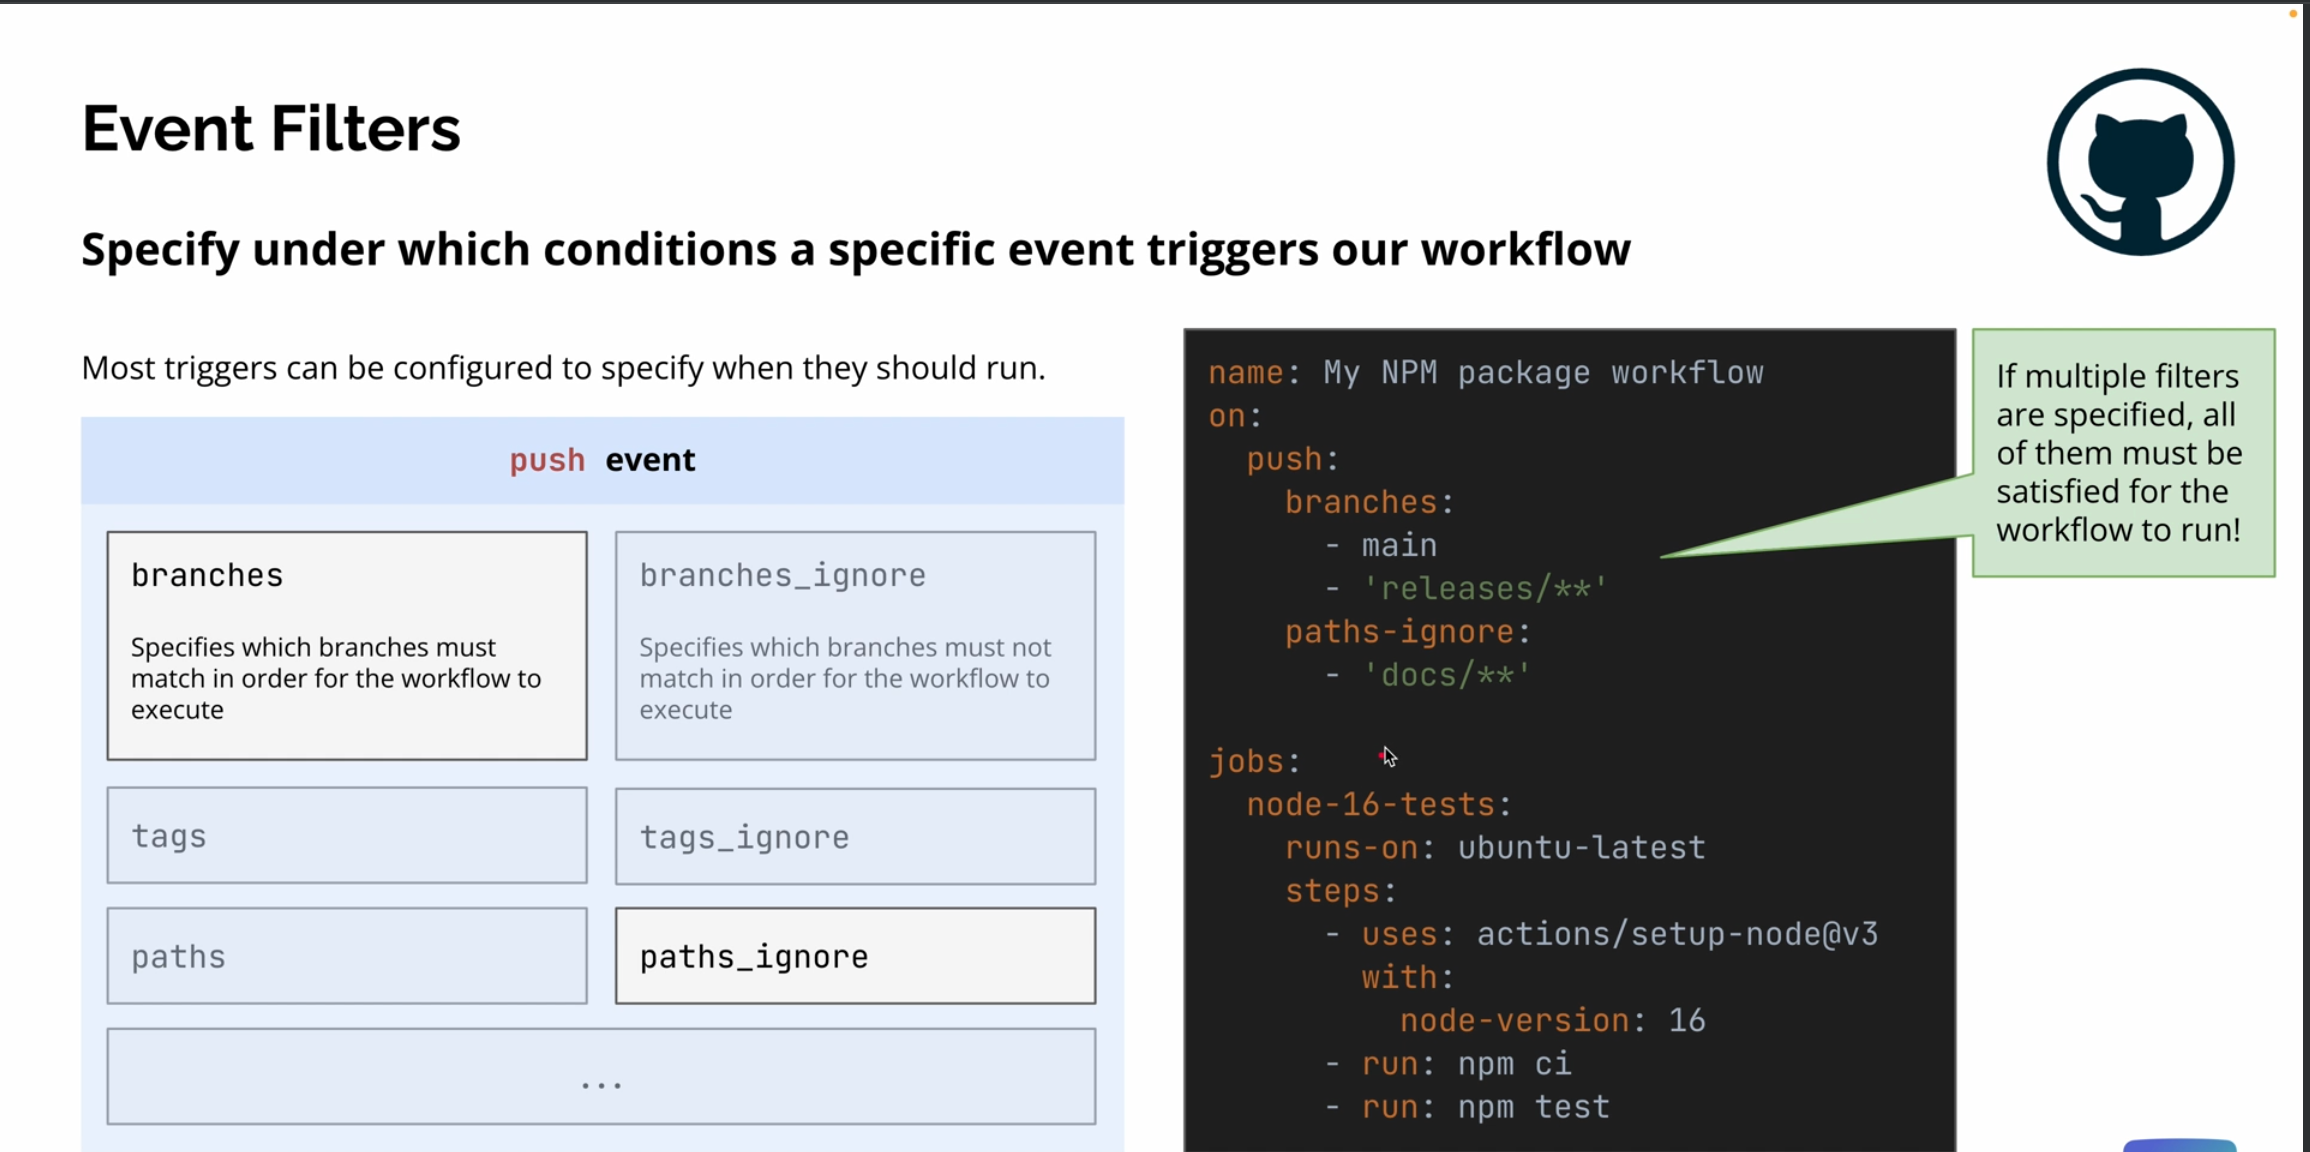 Event Filters
Specify under which conditions a specific event triggers our workflow
Most triggers can be configured to specify when they should run.
push event
branches
Specifies which branches must
match in order for the workflow to
execute
branches_ignore
Specifies which branches must not
match in order for the workflow to
execute
tags
tags_ignore
paths
paths_ignore
...
name: My NPM package workflow
on:
  push:
    branches:
      - main
      - 'releases/**'
    paths-ignore:
      - 'docs/**'
jobs:
  node-16-tests:
    runs-on: ubuntu-latest
    steps:
      - uses: actions/setup-node@v3
        with:
          node-version: 16
      - run: npm ci
      - run: npm test
If multiple filters
are specified, all
of them must be
satisfied for the
workflow to run!